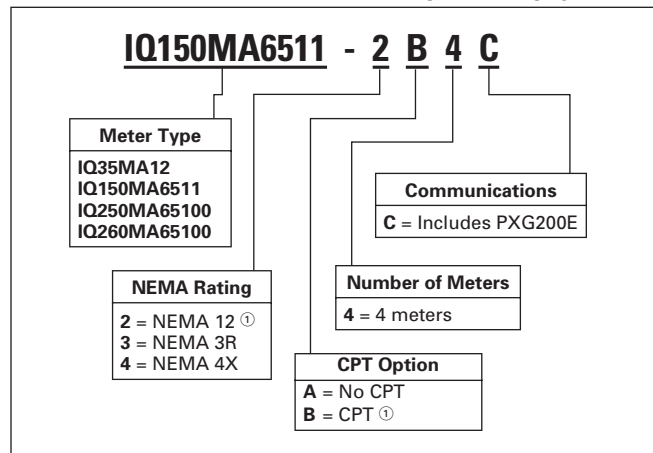 IQ150MA6511 - 2 B 4 C
Meter Type
IQ35MA12
IQ150MA6511
IQ250MA65100
IQ260MA65100
NEMA Rating
2 = NEMA 12 ①
3 = NEMA 3R
4 = NEMA 4X
CPT Option
A = No CPT
B = CPT ①
Number of Meters
4 = 4 meters
Communications
C = Includes PXG200E